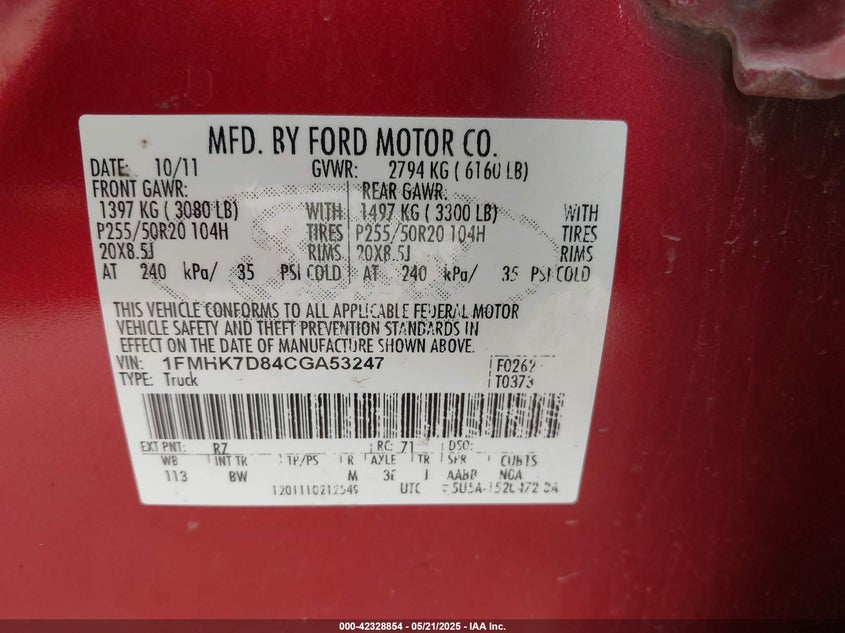 MFD. BY FORD MOTOR CO.
DATE: 10/11 GVWR: 2794 KG ( 6160 LB)
FRONT GAWR: REAR GAWR:
1397 KG ( 3080 LB) WITH 1497 KG ( 3300 LB) WITH
P255/50R20 104H TIRES P255/50R20 104H TIRES
20X8.5J RIMS 20X8.5J RIMS
AT 240 kPa/ 35 PSI COLD AT 240 kPa/ 35 PSI COLD
THIS VEHICLE CONFORMS TO ALL APPLICABLE FEDERAL MOTOR
VEHICLE SAFETY AND THEFT PREVENTION STANDARDS IN
EFFECT ON THE DATE OF MANUFACTURE SHOWN ABOVE.
VIN: 1FMHK7D84CGA53247 F0262
TYPE: Truck T0373
EXT PNT: RZ RC: 71 DSO:
WB INT TR TP/PS R AXLE TR SPR
113 BW M J AABB NGA
UTC
000-42328854 - 05/21/2025 - IAA Inc.